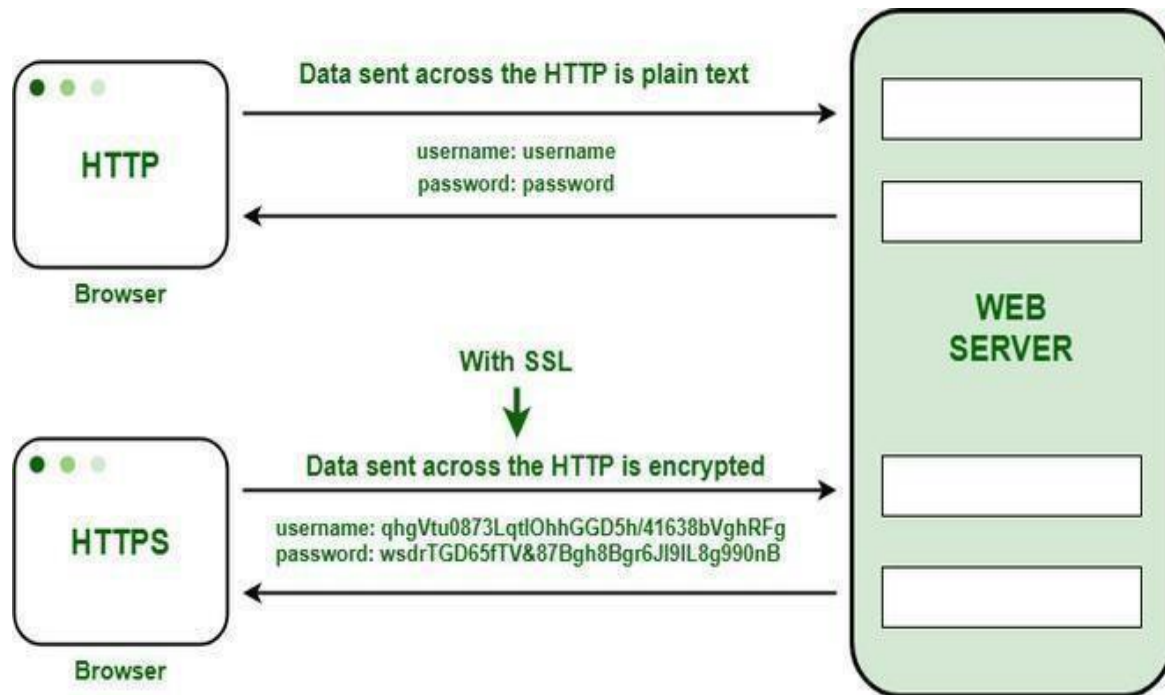 Data sent across the HTTP is plain text
HTTP
username: username
password: password
Browser
WEB
SERVER
With SSL
Data sent across the HTTP is encrypted
HTTPS
username: qhgVtu0873LqtlOhhGGD5h/41638bVghRFg
password: wsdrTGD65fTV&87Bgh8Bgr6Jl9lL8g990nB
Browser